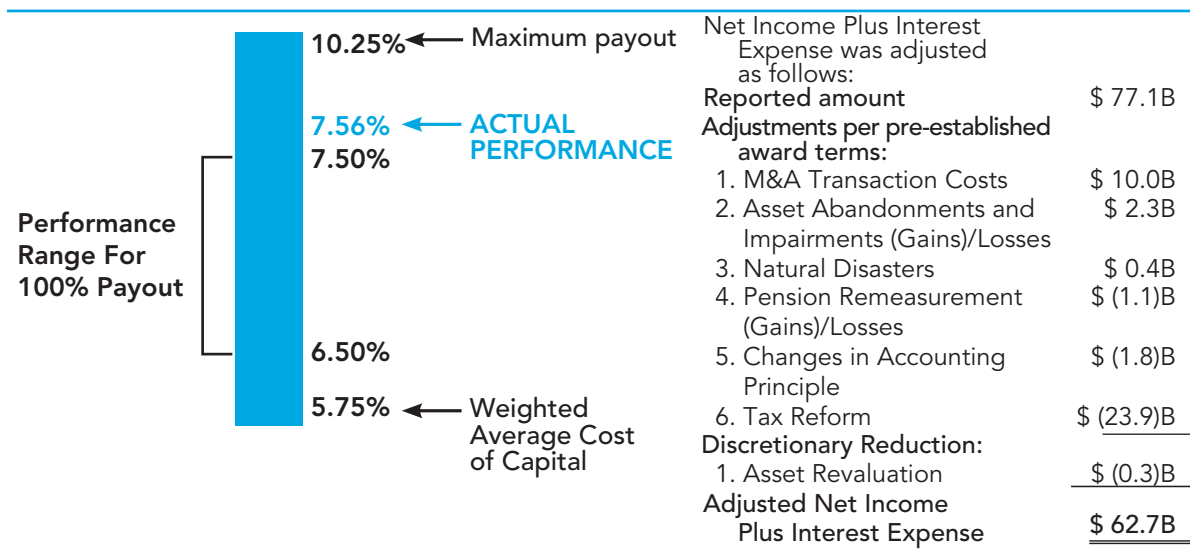 10.25%
Maximum payout
7.56%
ACTUAL
PERFORMANCE
7.50%
Performance
Range For
100% Payout
6.50%
5.75%
Weighted
Average Cost
of Capital
Net Income Plus Interest
Expense was adjusted
as follows:
Reported amount $ 77.1B
Adjustments per pre-established
award terms:
1. M&A Transaction Costs $ 10.0B
2. Asset Abandonments and $ 2.3B
Impairments (Gains)/Losses
3. Natural Disasters $ 0.4B
4. Pension Remeasurement $ (1.1)B
(Gains)/Losses
5. Changes in Accounting $ (1.8)B
Principle
6. Tax Reform $ (23.9)B
Discretionary Reduction:
1. Asset Revaluation $ (0.3)B
Adjusted Net Income
Plus Interest Expense $ 62.7B